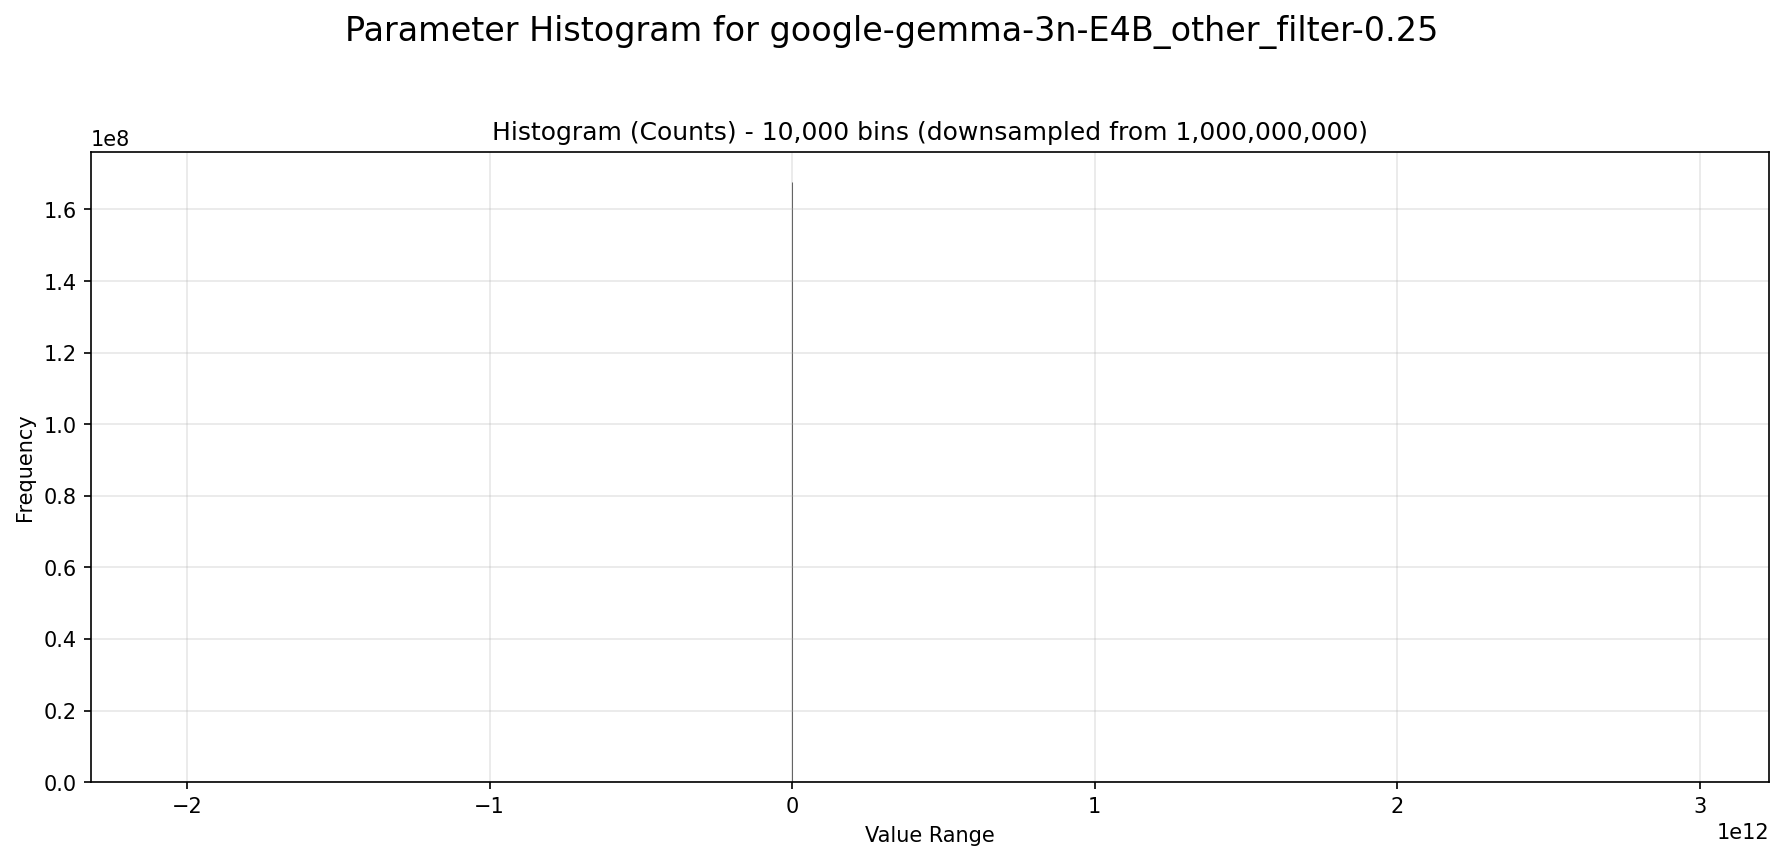 Parameter Histogram for google-gemma-3n-E4B_other_filter-0.25
Histogram (Counts) - 10,000 bins (downsampled from 1,000,000,000)
1e8
1.6
1.4
1.2
1.0
0.8
0.6
0.4
0.2
0.0
Frequency
−2
−1
0
1
2
3
1e12
Value Range